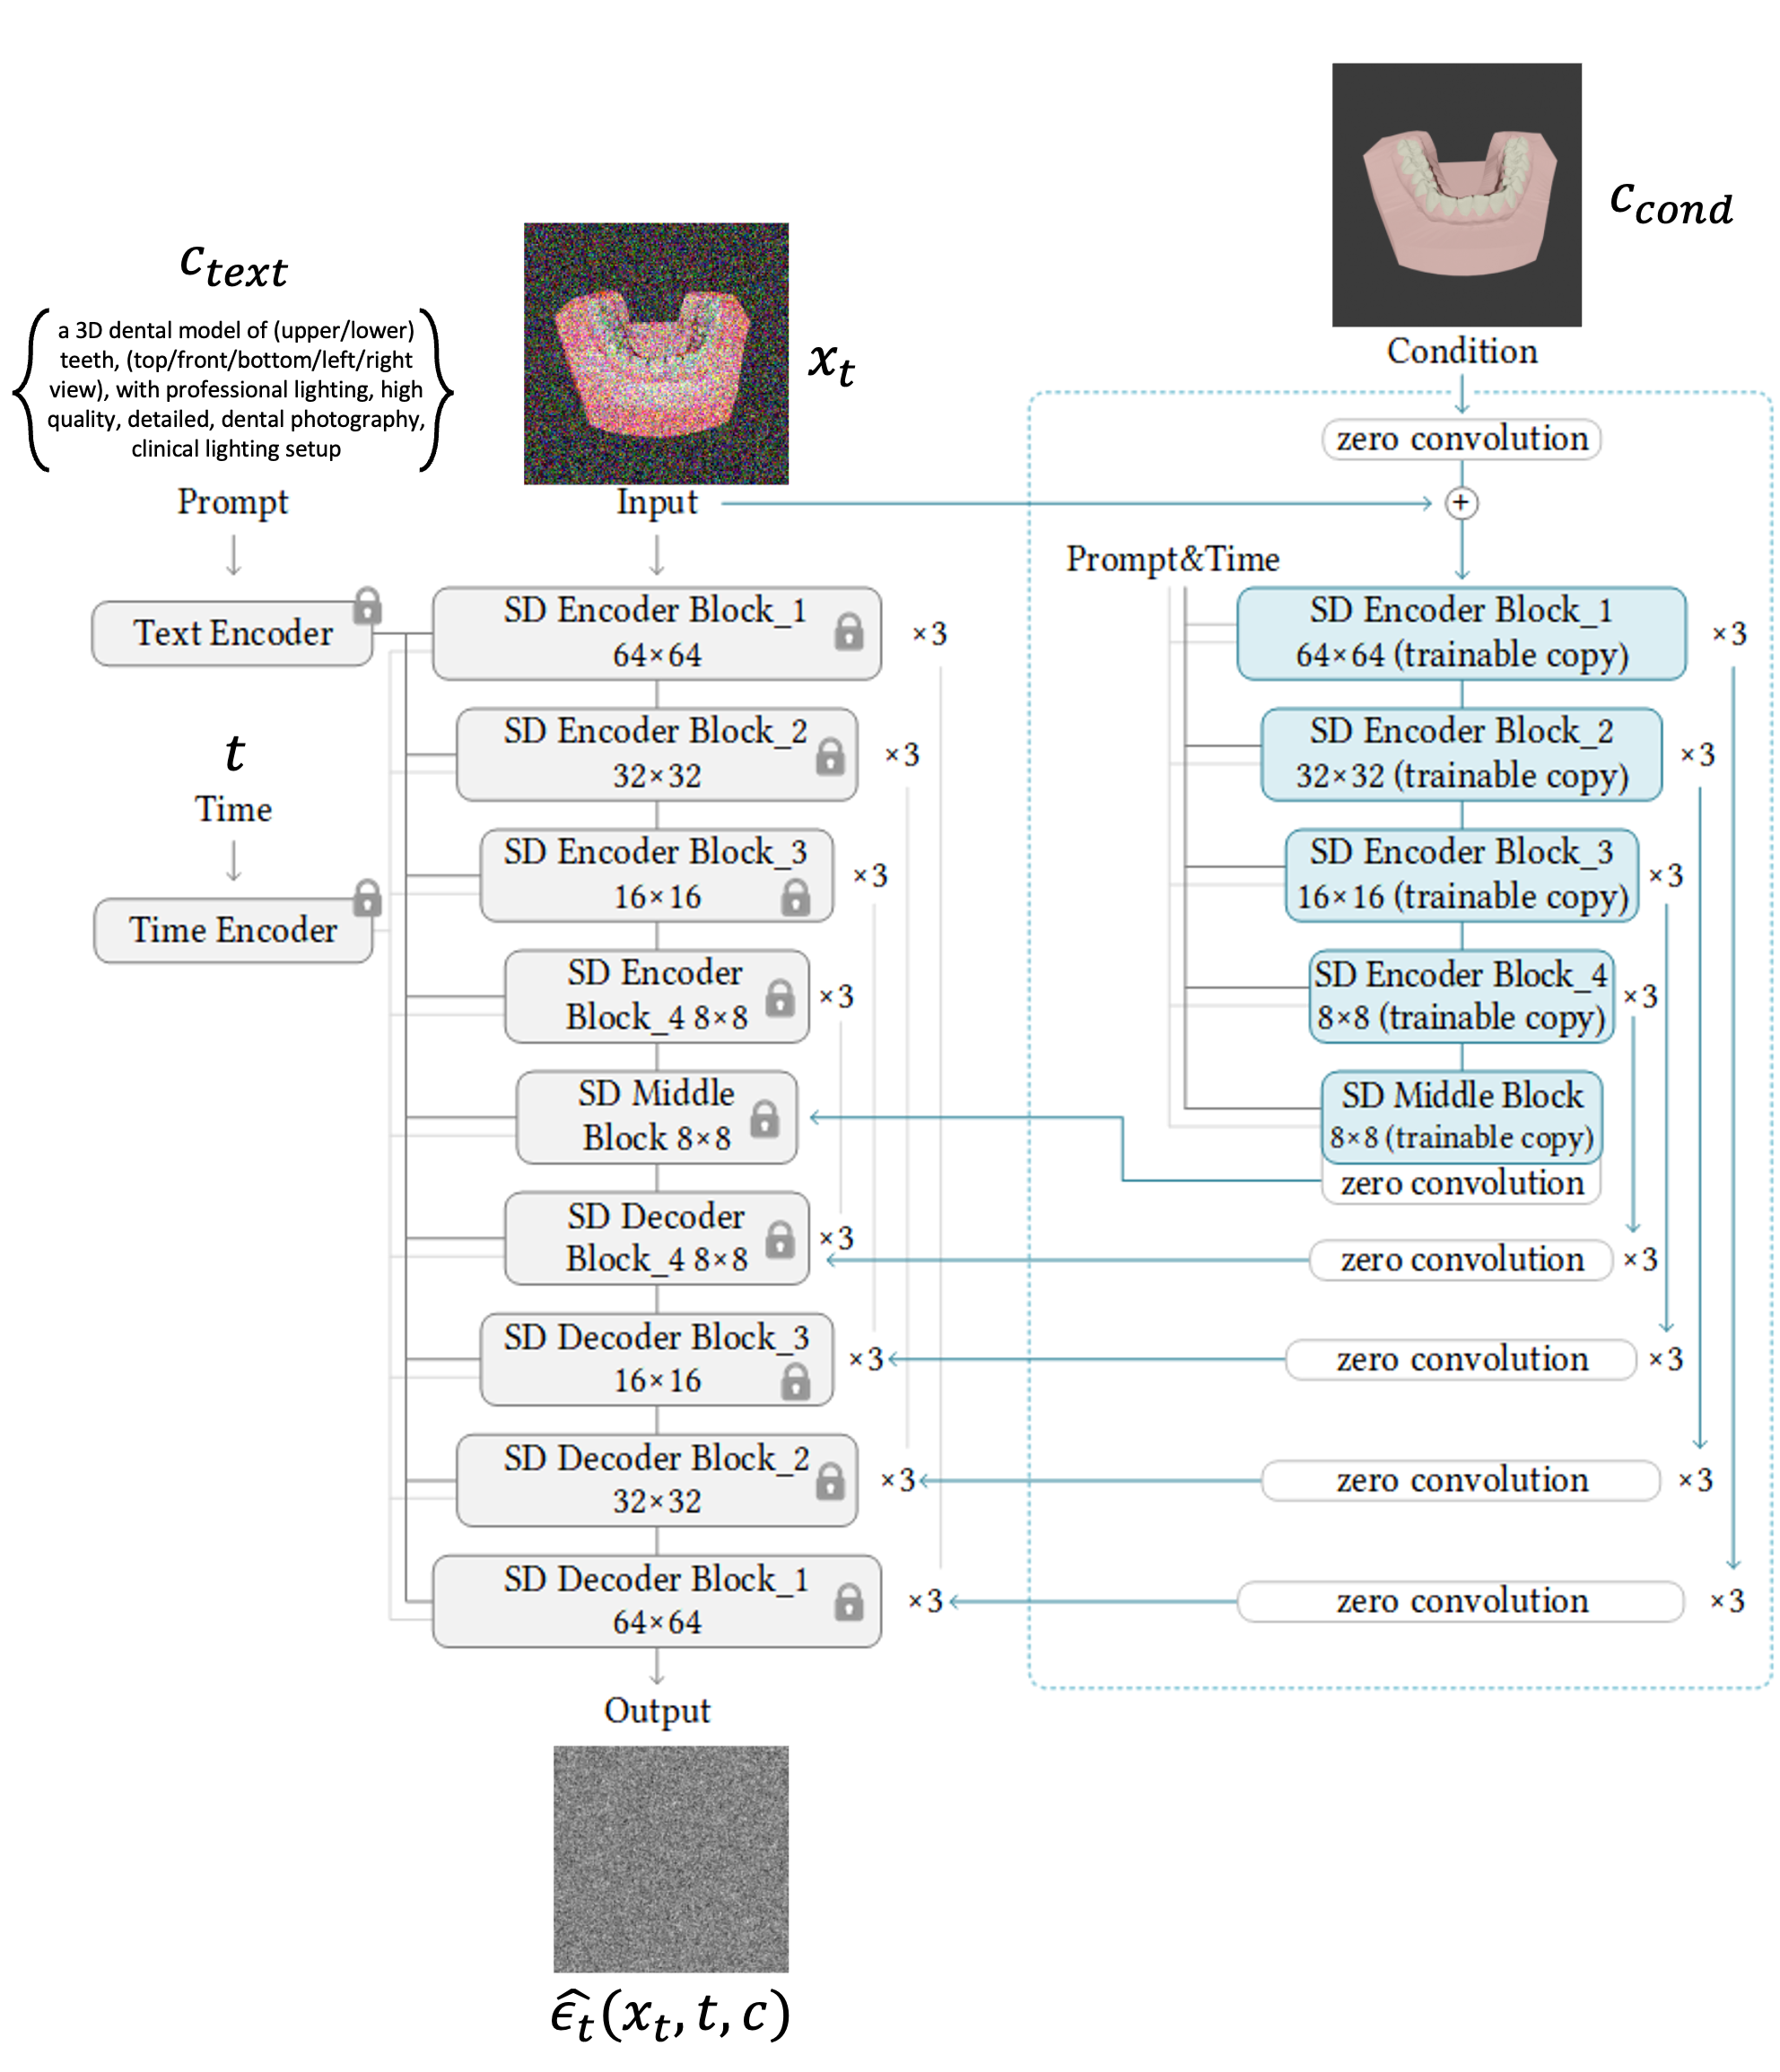 c_text
a 3D dental model of (upper/lower)
teeth, (top/front/bottom/left/right
view), with professional lighting, high
quality, detailed, dental photography,
clinical lighting setup
Prompt
Text Encoder
t
Time
Time Encoder
x_t
Input
SD Encoder Block_1
64×64
×3
SD Encoder Block_2
32×32
×3
SD Encoder Block_3
16×16
×3
SD Encoder
Block_4 8×8
×3
SD Middle
Block 8×8
SD Decoder
Block_4 8×8
×3
SD Decoder Block_3
16×16
×3
SD Decoder Block_2
32×32
×3
SD Decoder Block_1
64×64
×3
Output
ϵ̂_t(x_t, t, c)
c_cond
Condition
zero convolution
+
Prompt&Time
SD Encoder Block_1
64×64 (trainable copy)
×3
SD Encoder Block_2
32×32 (trainable copy)
×3
SD Encoder Block_3
16×16 (trainable copy)
×3
SD Encoder Block_4
8×8 (trainable copy)
×3
SD Middle Block
8×8 (trainable copy)
zero convolution
zero convolution
×3
zero convolution
×3
zero convolution
×3
zero convolution
×3